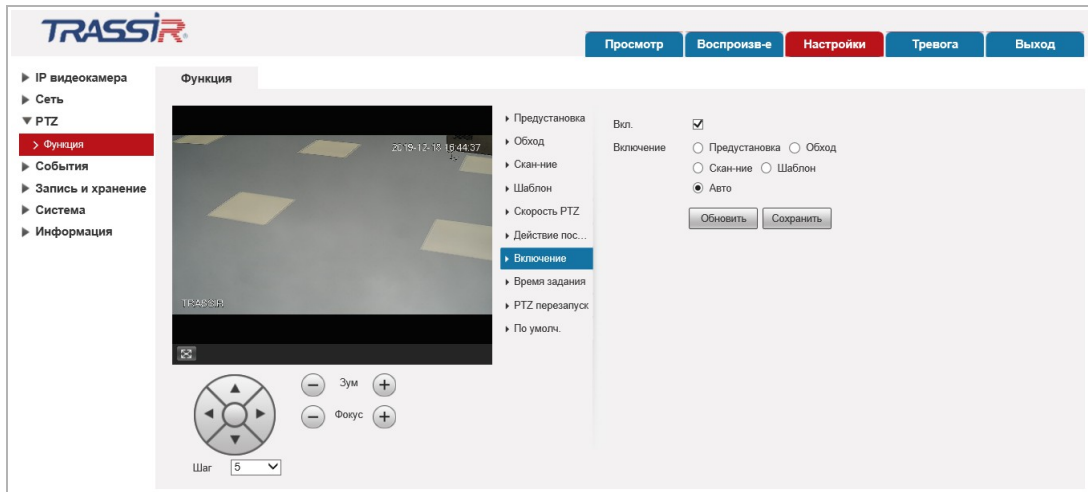 TRASSIR
Просмотр
Воспроизв-е
Настройки
Тревога
Выход
IP видеокамера
Сеть
PTZ
Функция
События
Запись и хранение
Система
Информация
Функция
2019-12-18 16:44:37
TRASSIR
Зум
Фокус
Шаг 5
Предустановка
Обход
Скан-ние
Шаблон
Скорость PTZ
Действие пос...
Включение
Время задания
PTZ перезапуск
По умолч.
Вкл.
Включение Предустановка Обход
Скан-ние Шаблон
Авто
Обновить Сохранить